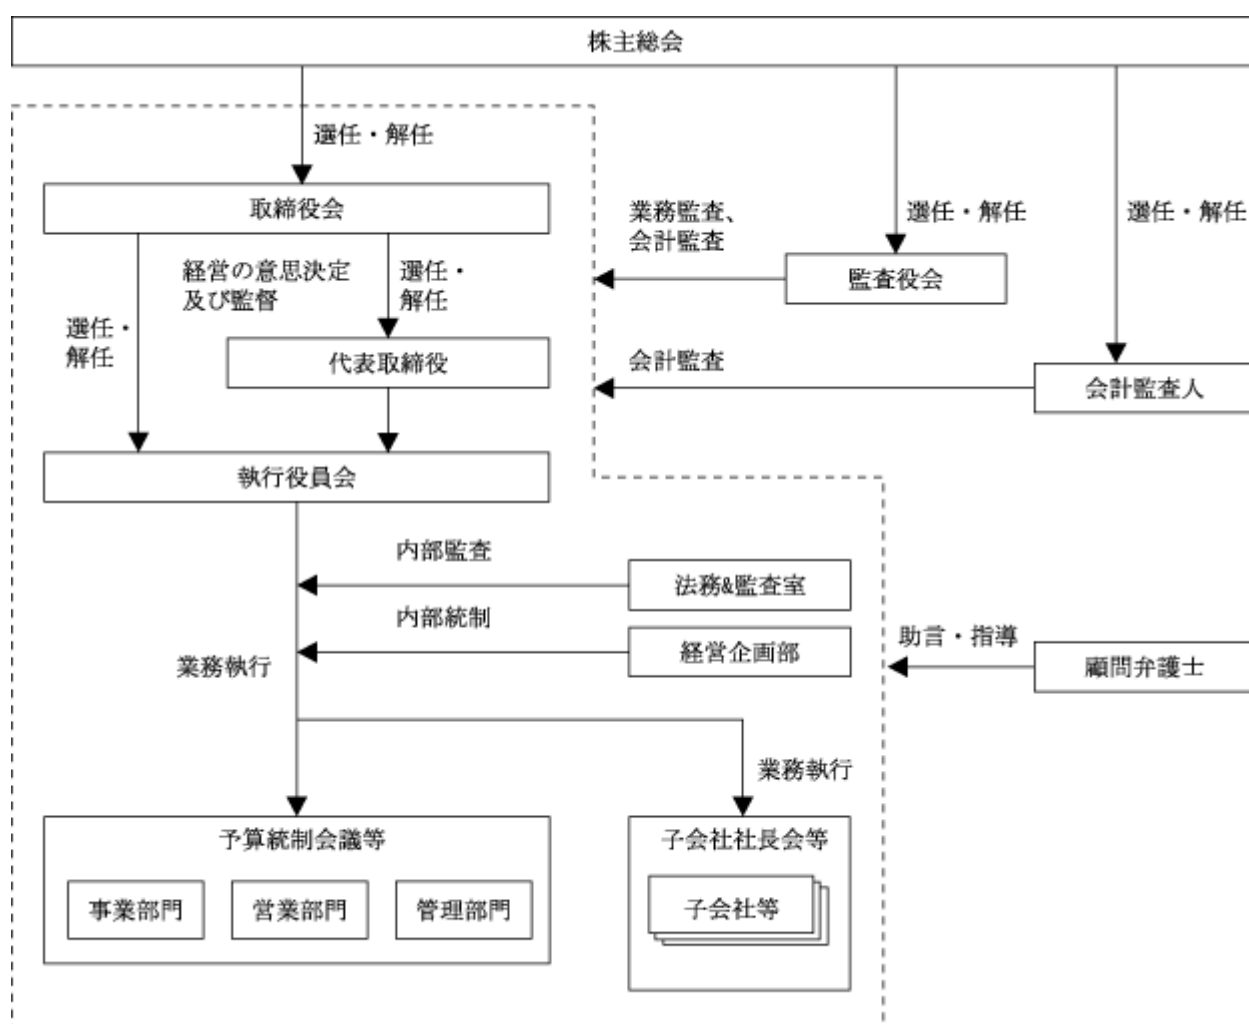 株主総会
選任・解任
取締役会
業務監査、
会計監査
選任・解任
選任・解任
経営の意思決定
及び監督
選任・
解任
監査役会
選任・
解任
代表取締役
会計監査
会計監査人
執行役員会
内部監査
法務&監査室
内部統制
経営企画部
業務執行
助言・指導
顧問弁護士
業務執行
予算統制会議等
事業部門
営業部門
管理部門
子会社社長会等
子会社等